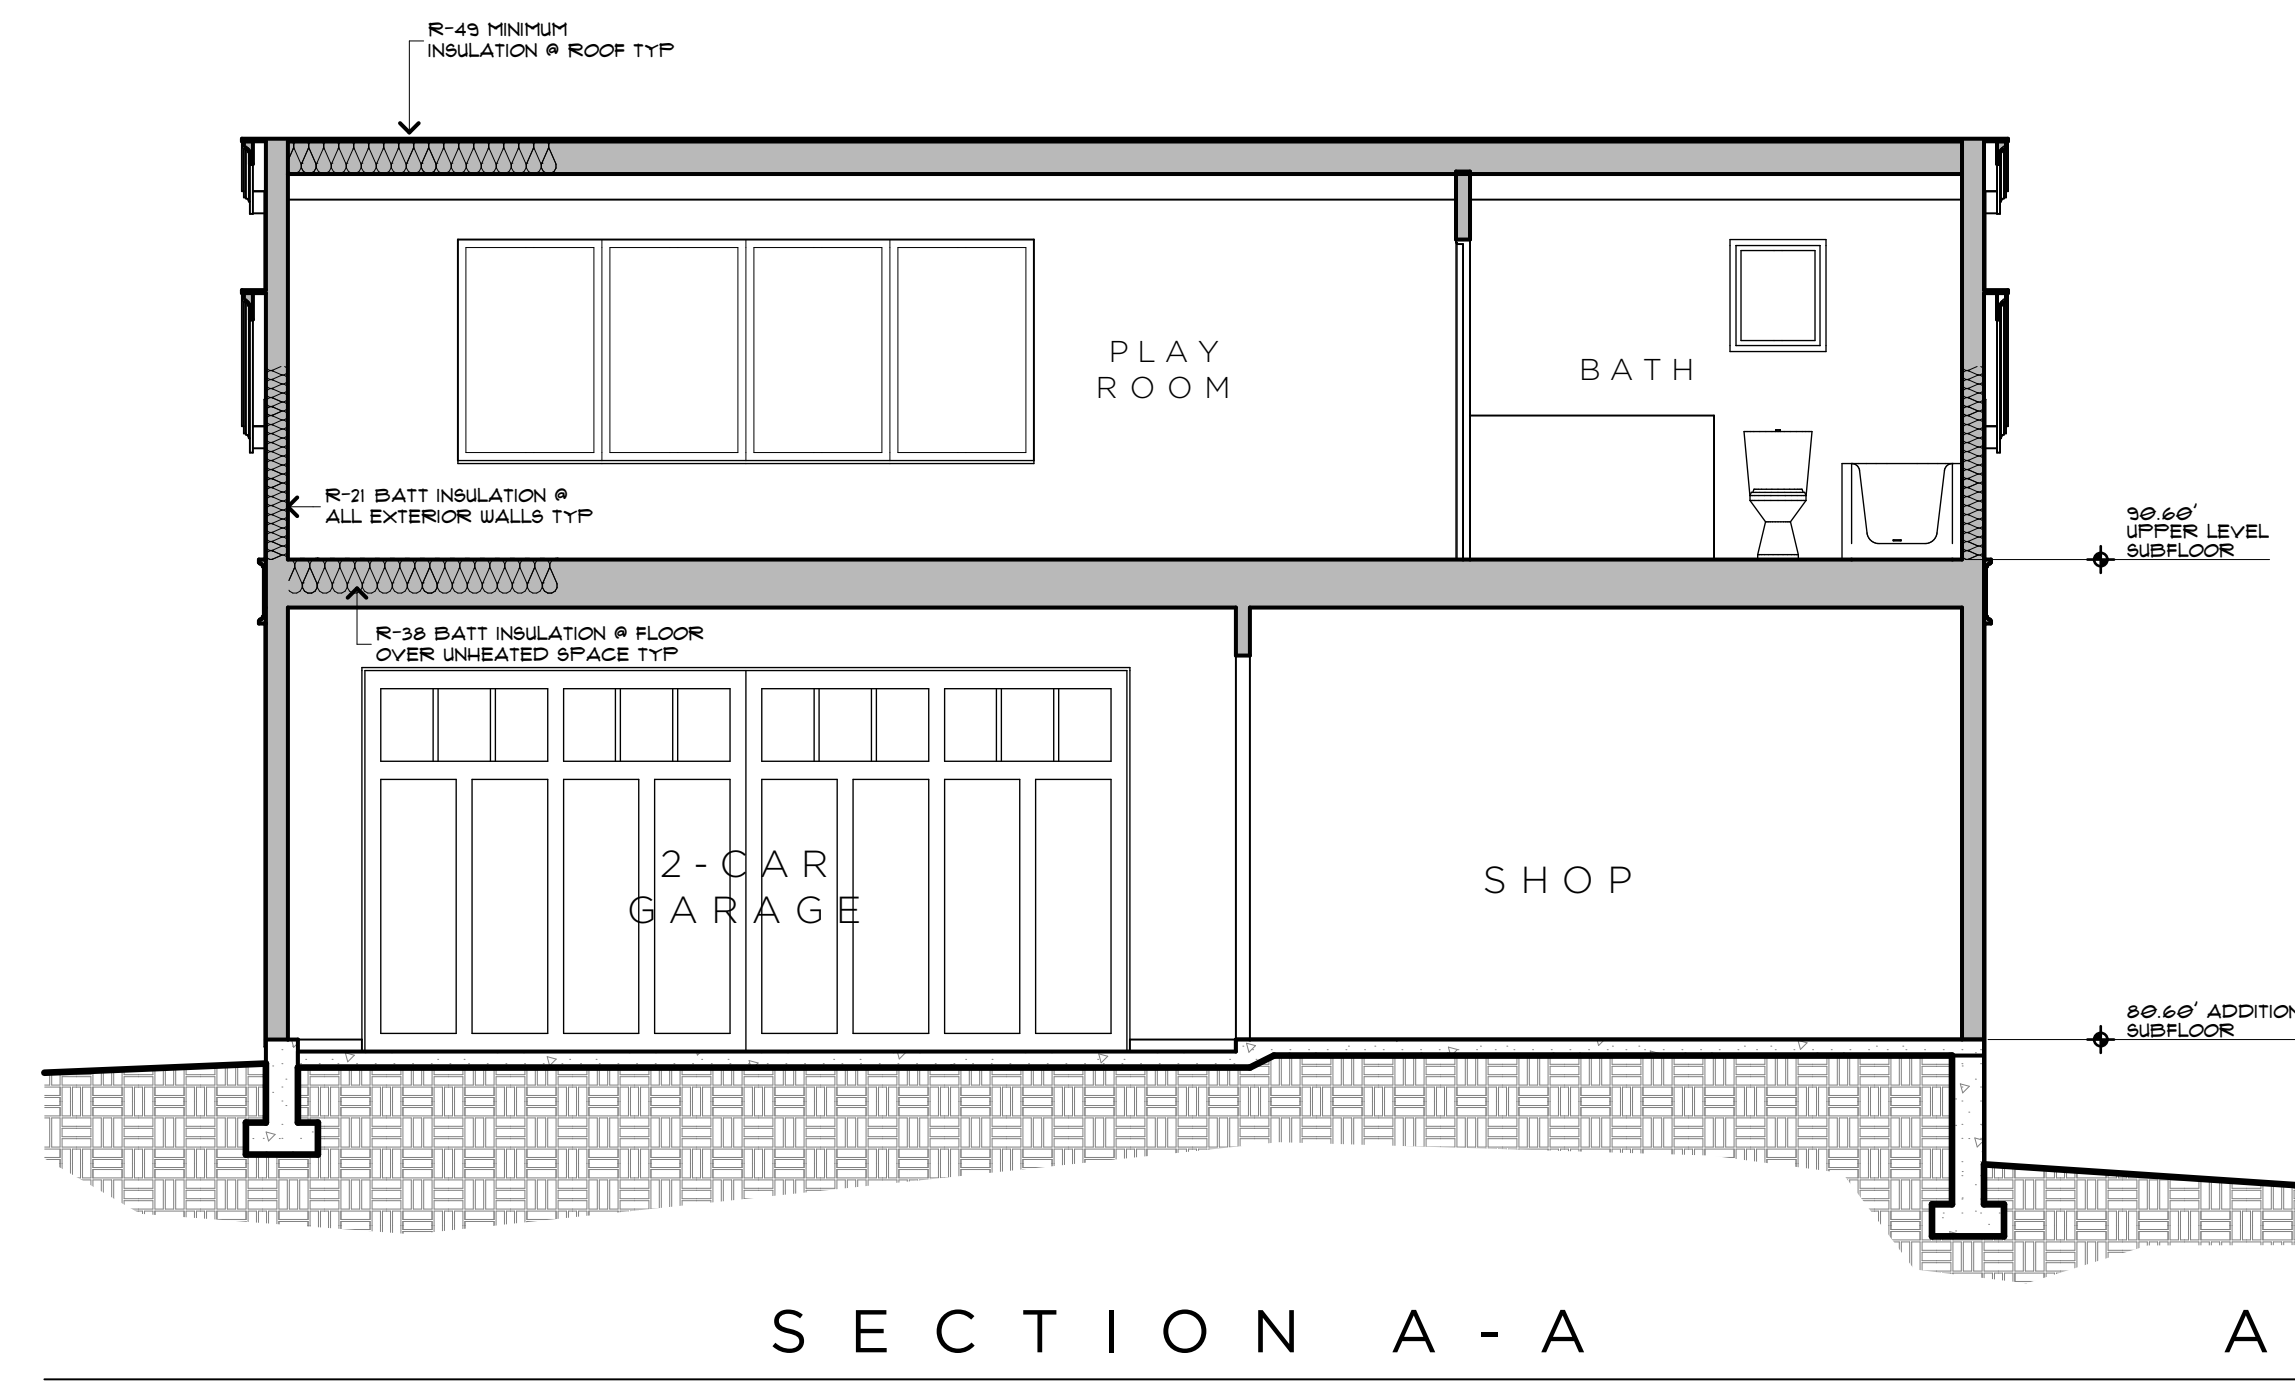 R-49 MINIMUM
INSULATION @ ROOF TYP
PLAY
ROOM
BATH
R-21 BATT INSULATION @
ALL EXTERIOR WALLS TYP
90.60'
UPPER LEVEL
SUBFLOOR
R-38 BATT INSULATION @ FLOOR
OVER UNHEATED SPACE TYP
2-CAR
GARAGE
SHOP
80.60' ADDITION
SUBFLOOR
SECTION A-A
A